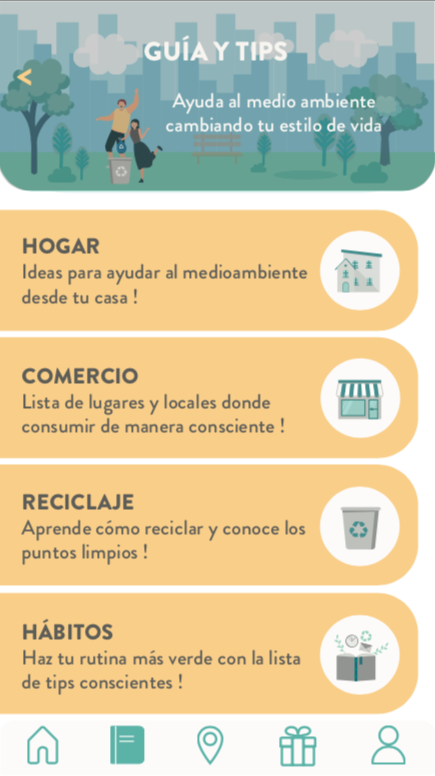 GUÍA Y TIPS
<
Ayuda al medio ambiente
cambiando tu estilo de vida
HOGAR
Ideas para ayudar al medioambiente
desde tu casa !
COMERCIO
Lista de lugares y locales donde
consumir de manera consciente !
RECICLAJE
Aprende cómo reciclar y conoce los
puntos limpios !
HÁBITOS
Haz tu rutina más verde con la lista
de tips conscientes !